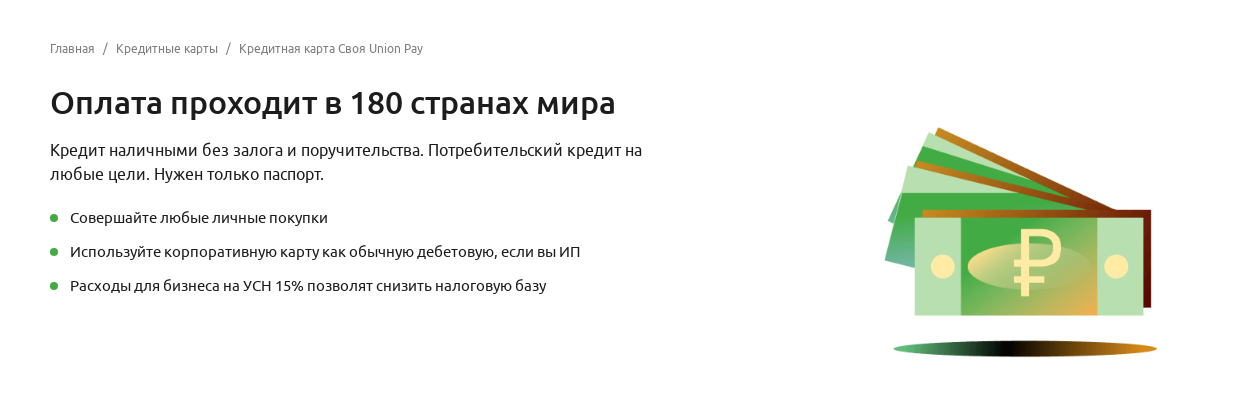 Главная / Кредитные карты / Кредитная карта Своя Union Pay
Оплата проходит в 180 странах мира
Кредит наличными без залога и поручительства. Потребительский кредит на
любые цели. Нужен только паспорт.
Совершайте любые личные покупки
Используйте корпоративную карту как обычную дебетовую, если вы ИП
Расходы для бизнеса на УСН 15% позволят снизить налоговую базу
₽